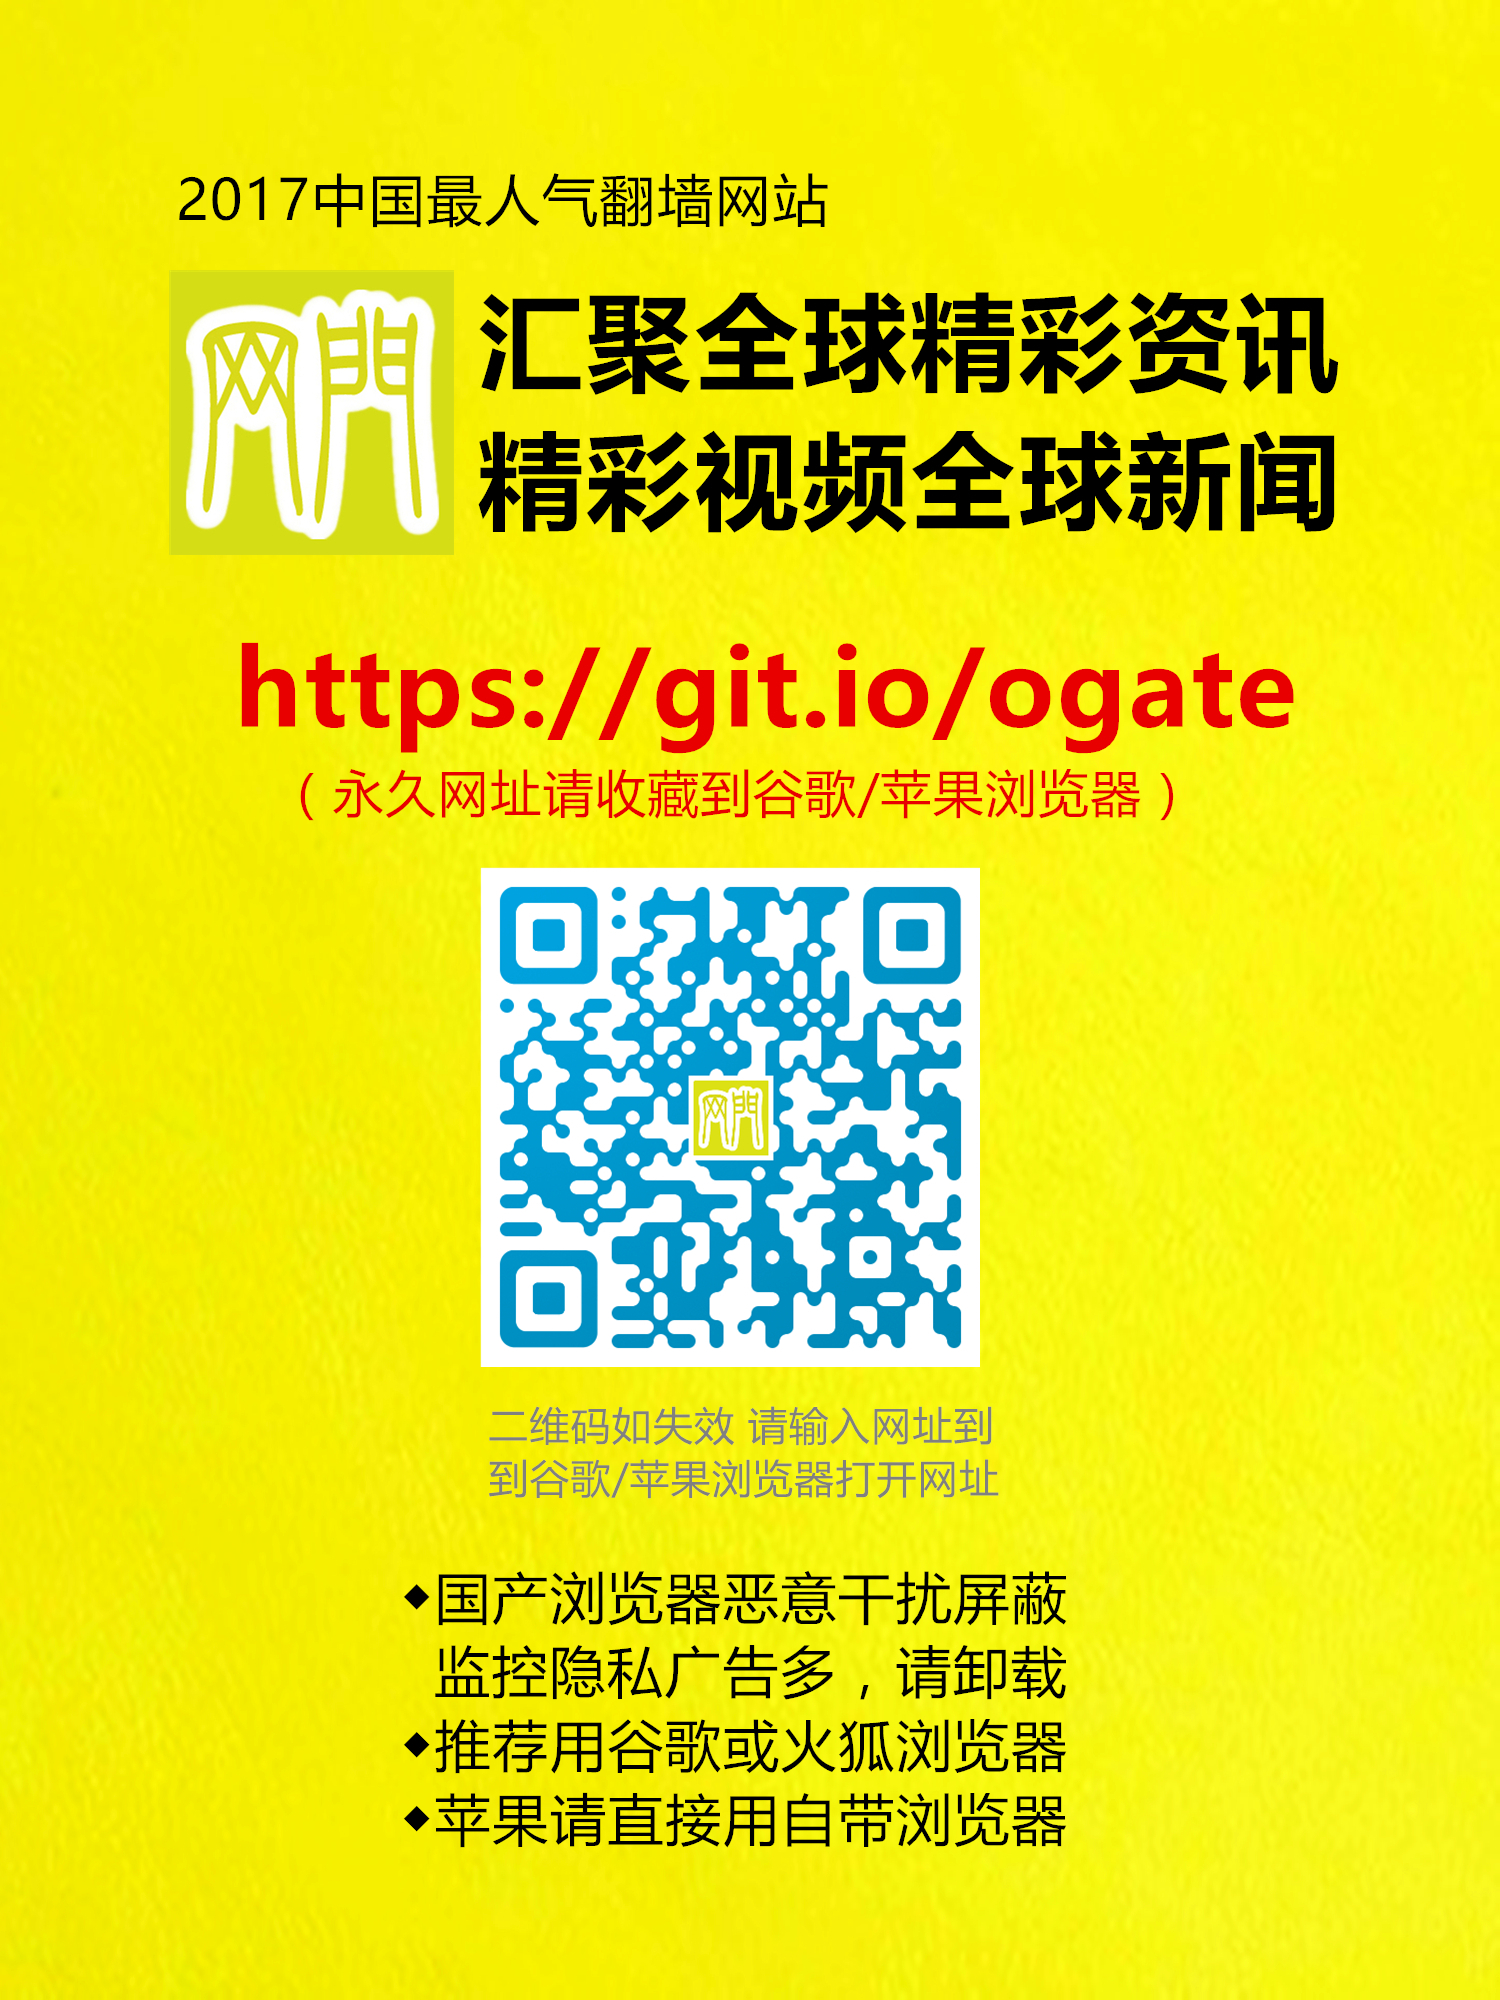 2017中国最人气翻墙网站
网門
汇聚全球精彩资讯
精彩视频全球新闻
https://git.io/ogate
（永久网址请收藏到谷歌/苹果浏览器）
网門
二维码如失效 请输入网址到
到谷歌/苹果浏览器打开网址
◆国产浏览器恶意干扰屏蔽
监控隐私广告多，请卸载
◆推荐用谷歌或火狐浏览器
◆苹果请直接用自带浏览器